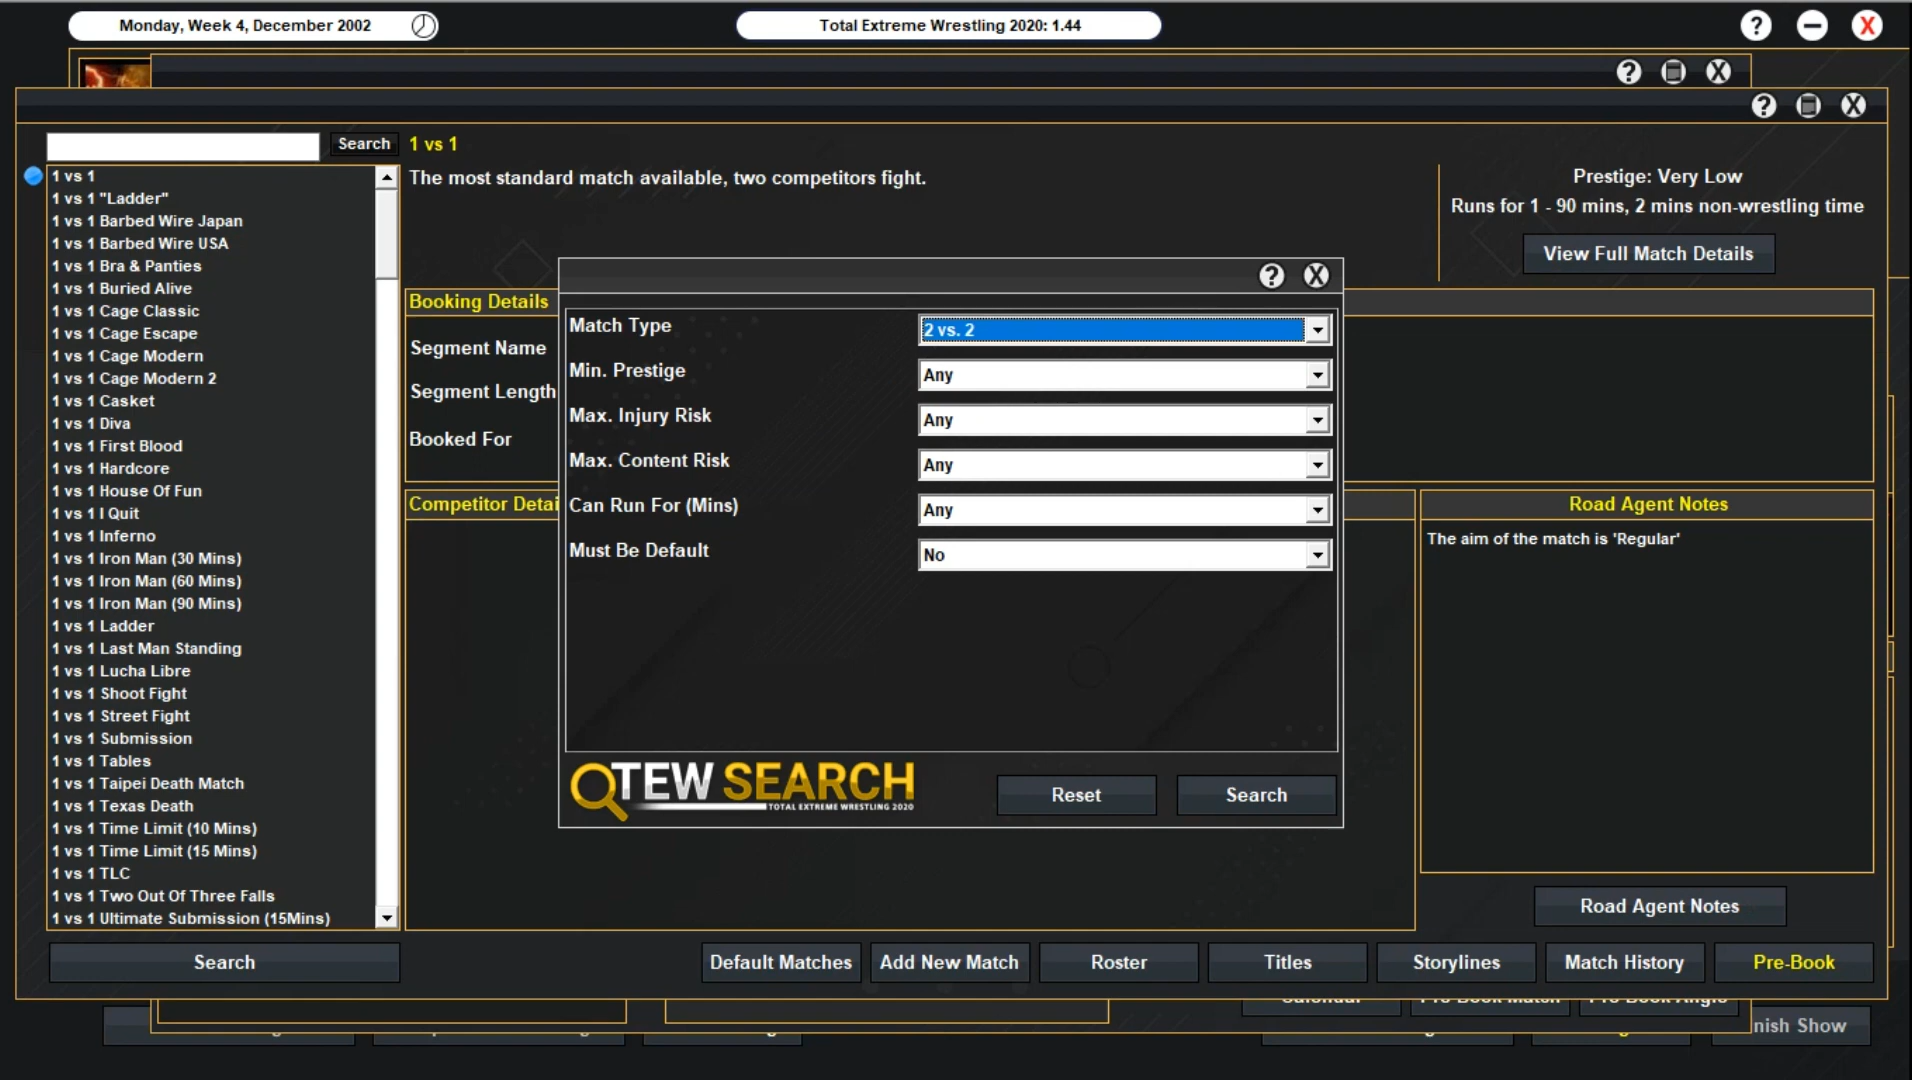 Monday, Week 4, December 2002
Total Extreme Wrestling 2020: 1.44
? X
? X
? X
Search
1 vs 1
1 vs 1
1 vs 1 "Ladder"
1 vs 1 Barbed Wire Japan
1 vs 1 Barbed Wire USA
1 vs 1 Bra & Panties
1 vs 1 Buried Alive
1 vs 1 Cage Classic
1 vs 1 Cage Escape
1 vs 1 Cage Modern
1 vs 1 Cage Modern 2
1 vs 1 Casket
1 vs 1 Diva
1 vs 1 First Blood
1 vs 1 Hardcore
1 vs 1 House Of Fun
1 vs 1 I Quit
1 vs 1 Inferno
1 vs 1 Iron Man (30 Mins)
1 vs 1 Iron Man (60 Mins)
1 vs 1 Iron Man (90 Mins)
1 vs 1 Ladder
1 vs 1 Last Man Standing
1 vs 1 Lucha Libre
1 vs 1 Shoot Fight
1 vs 1 Street Fight
1 vs 1 Submission
1 vs 1 Tables
1 vs 1 Taipei Death Match
1 vs 1 Texas Death
1 vs 1 Time Limit (10 Mins)
1 vs 1 Time Limit (15 Mins)
1 vs 1 TLC
1 vs 1 Two Out Of Three Falls
1 vs 1 Ultimate Submission (15Mins)
Search
The most standard match available, two competitors fight.
Prestige: Very Low
Runs for 1 - 90 mins, 2 mins non-wrestling time
View Full Match Details
Booking Details
Segment Name
Segment Length
Booked For
Competitor Detai
? X
Match Type
2 vs. 2
Min. Prestige
Any
Max. Injury Risk
Any
Max. Content Risk
Any
Can Run For (Mins)
Any
Must Be Default
No
TEW SEARCH
TOTAL EXTREME WRESTLING 2020
Reset
Search
Road Agent Notes
The aim of the match is 'Regular'
Road Agent Notes
Default Matches
Add New Match
Roster
Titles
Storylines
Match History
Pre-Book
Calendar
Pre-Book Match
Pre-Book Angle
nish Show